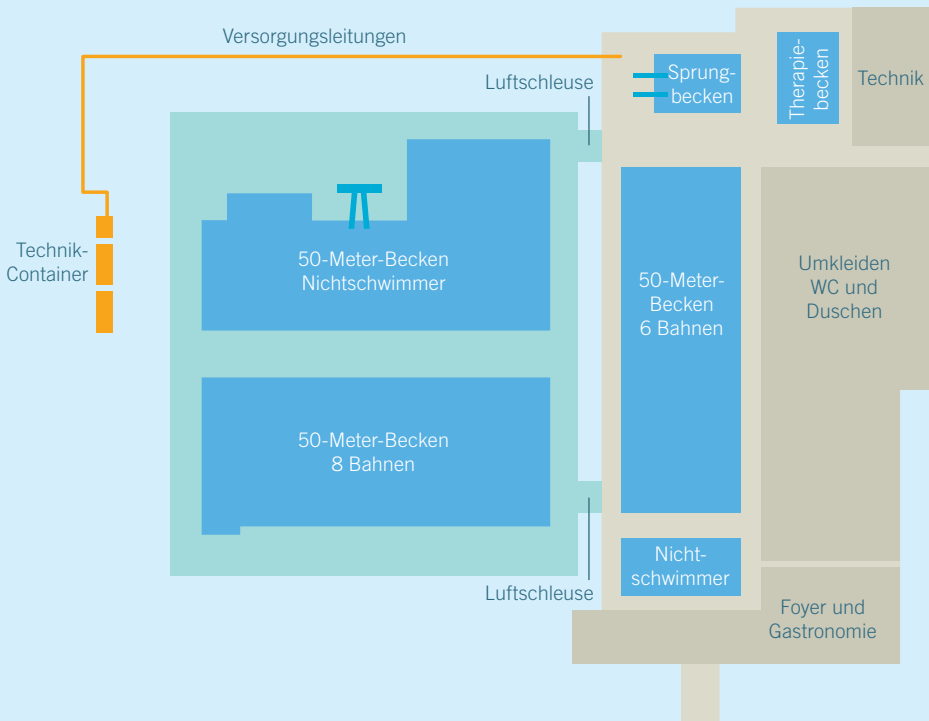 Versorgungsleitungen
Luftschleuse
Sprung-
becken
Therapie-
becken
Technik
Technik-
Container
50-Meter-Becken
Nichtschwimmer
50-Meter-
Becken
6 Bahnen
Umkleiden
WC und
Duschen
50-Meter-Becken
8 Bahnen
Nicht-
schwimmer
Luftschleuse
Foyer und
Gastronomie